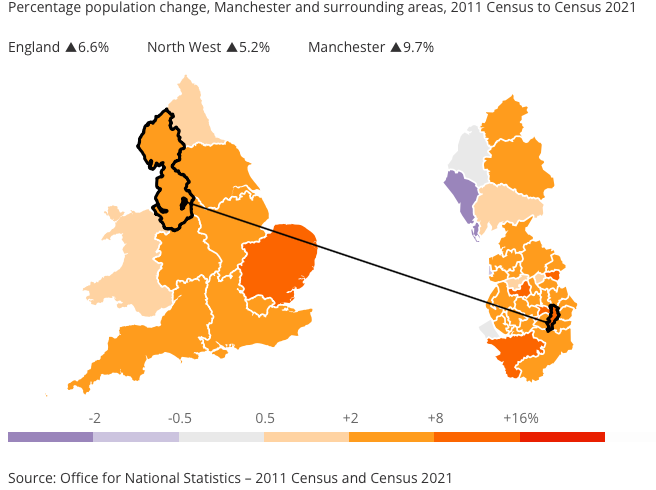 Percentage population change, Manchester and surrounding areas, 2011 Census to Census 2021
England ▲6.6% North West ▲5.2% Manchester ▲9.7%
-2 -0.5 0.5 +2 +8 +16%
Source: Office for National Statistics – 2011 Census and Census 2021